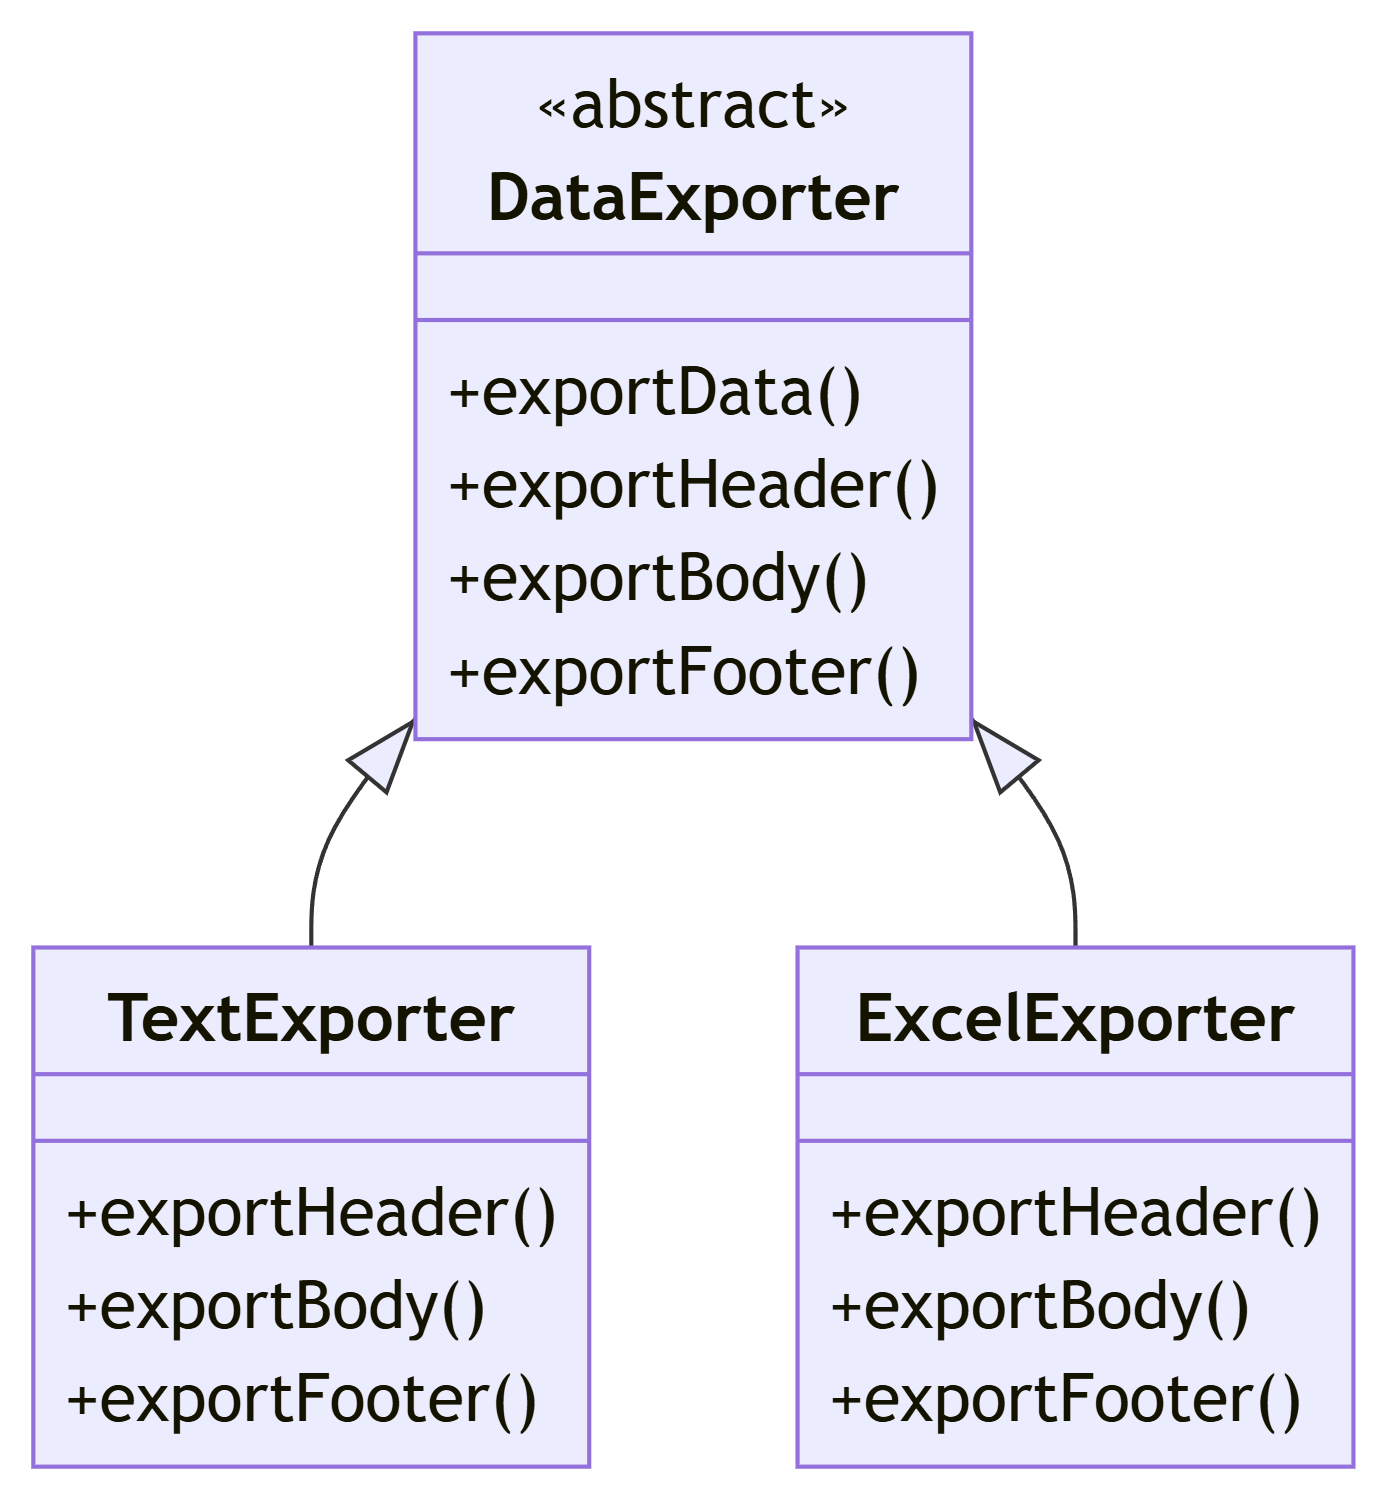 «abstract»
DataExporter
+exportData()
+exportHeader()
+exportBody()
+exportFooter()
TextExporter
+exportHeader()
+exportBody()
+exportFooter()
ExcelExporter
+exportHeader()
+exportBody()
+exportFooter()